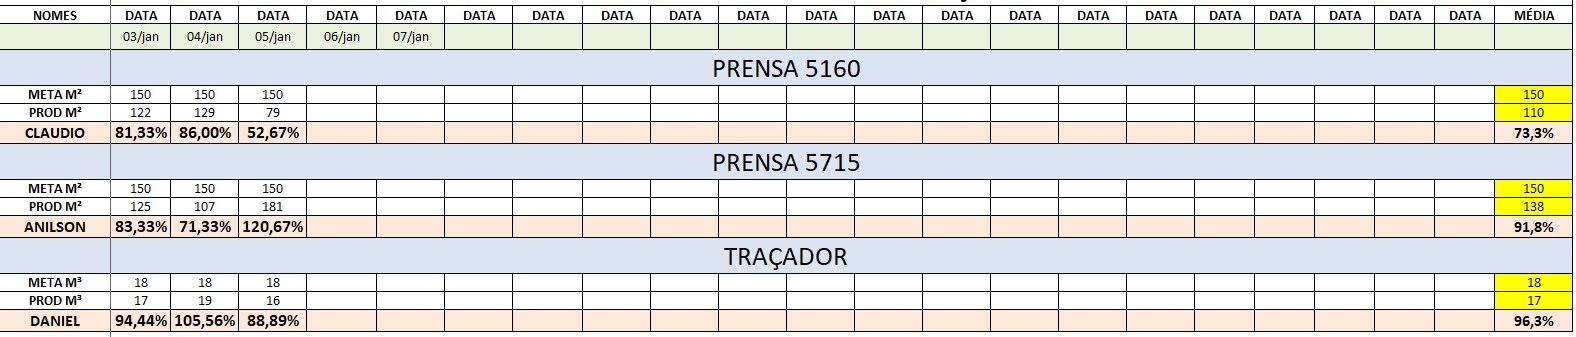 NOMES DATA DATA DATA DATA DATA DATA DATA DATA DATA DATA DATA DATA DATA DATA DATA DATA DATA DATA DATA DATA DATA MÉDIA
03/jan 04/jan 05/jan 06/jan 07/jan
PRENSA 5160
META M² 150 150 150 150
PROD M² 122 129 79 110
CLAUDIO 81,33% 86,00% 52,67% 73,3%
PRENSA 5715
META M² 150 150 150 150
PROD M² 125 107 181 138
ANILSON 83,33% 71,33% 120,67% 91,8%
TRAÇADOR
META M³ 18 18 18 18
PROD M³ 17 19 16 17
DANIEL 94,44% 105,56% 88,89% 96,3%